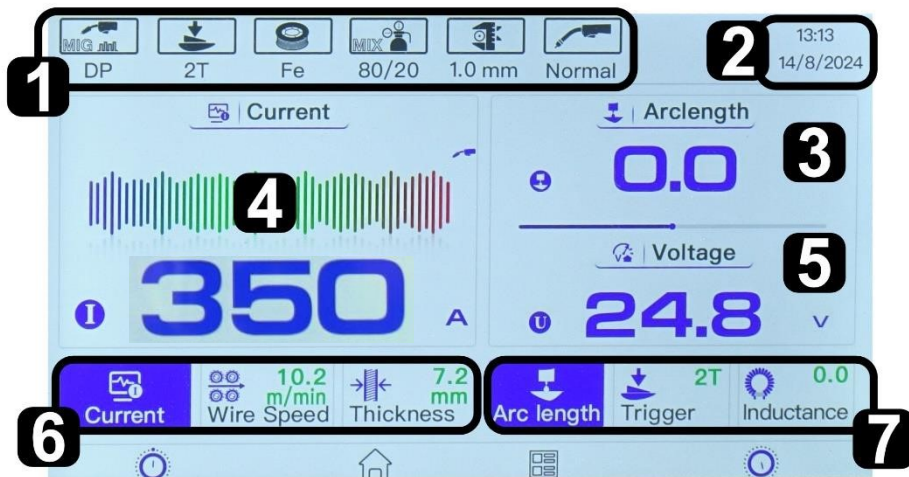 1
MIG
DP
2T
Fe
MIX
80/20
1.0 mm
Normal
2
13:13
14/8/2024
Current
4
350
I
A
Arclength
3
0.0
Voltage
5
U
24.8
V
6
Current
10.2
m/min
Wire Speed
7.2
mm
Thickness
Arc length
2T
Trigger
0.0
Inductance
7